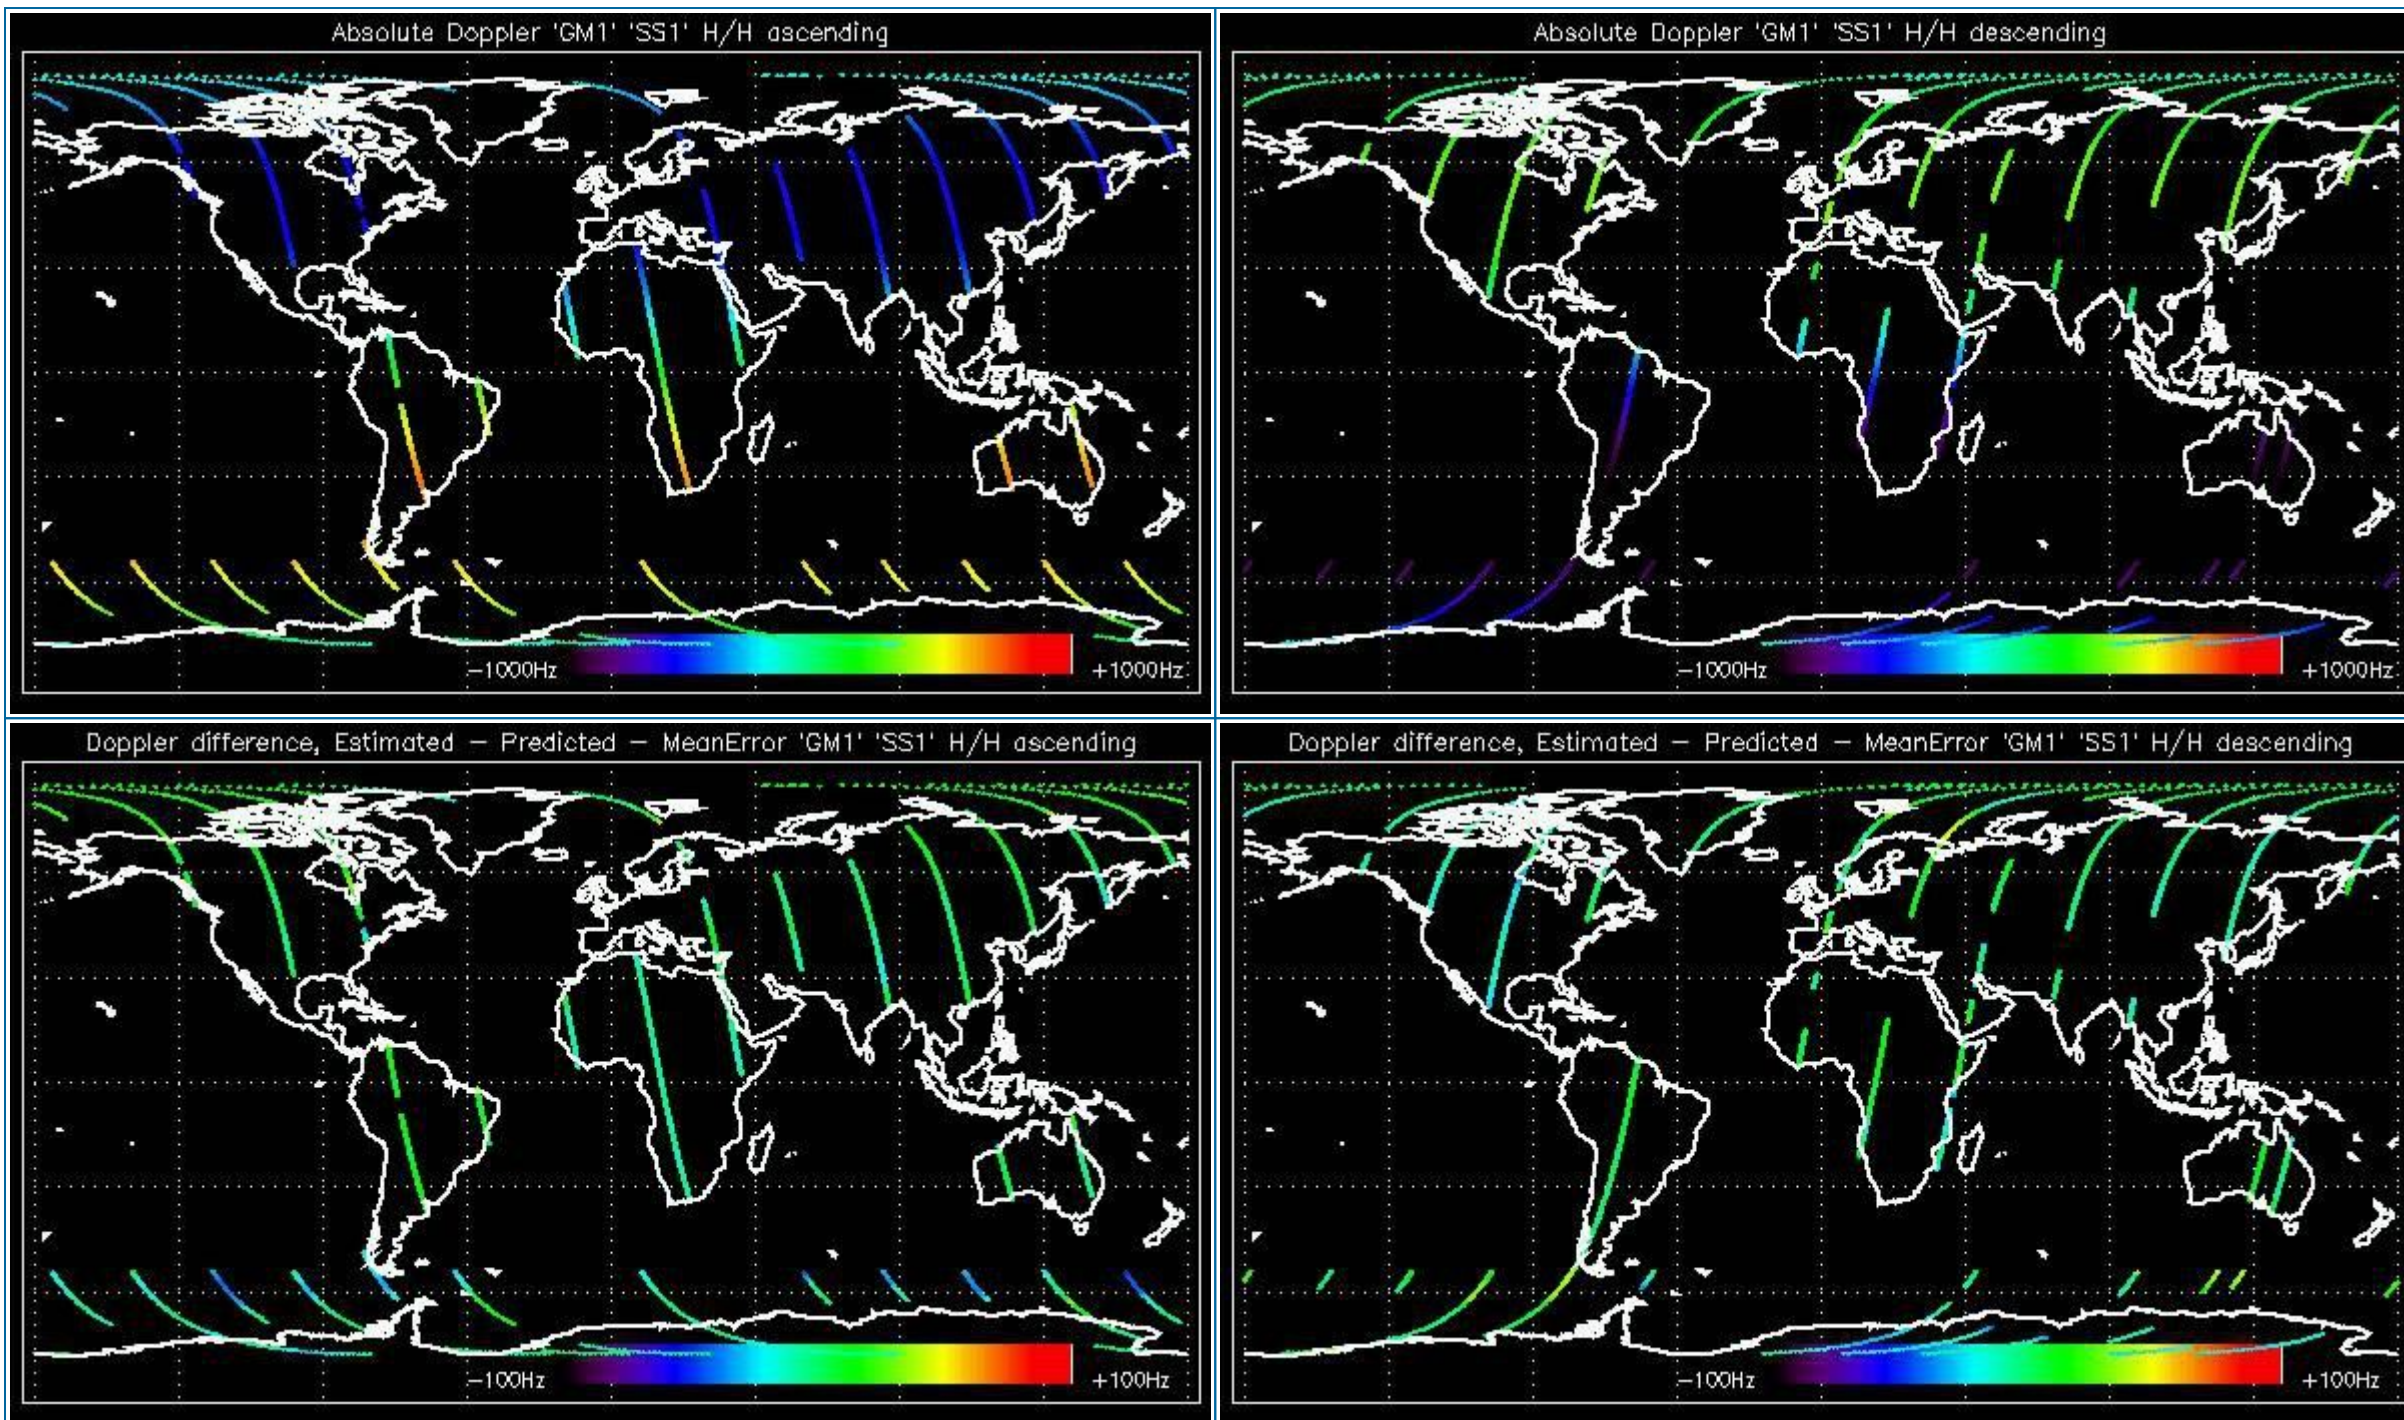 Absolute Doppler 'GM1' 'SS1' H/H ascending
−1000Hz
+1000Hz
Absolute Doppler 'GM1' 'SS1' H/H descending
−1000Hz
+1000Hz
Doppler difference, Estimated − Predicted − MeanError 'GM1' 'SS1' H/H ascending
−100Hz
+100Hz
Doppler difference, Estimated − Predicted − MeanError 'GM1' 'SS1' H/H descending
−100Hz
+100Hz